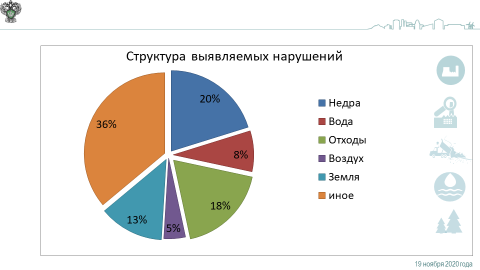 Структура выявляемых нарушений
20%
8%
18%
5%
13%
36%
Недра
Вода
Отходы
Воздух
Земля
иное
19 ноября 2020 года